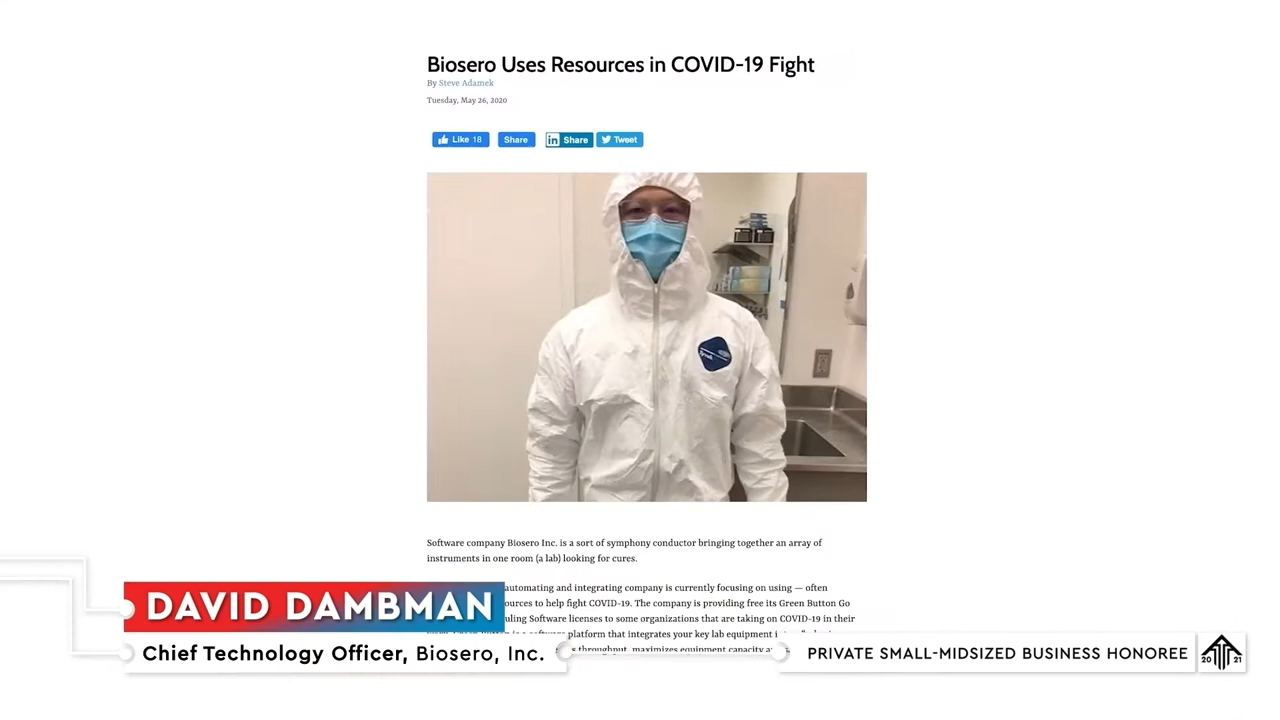 Biosero Uses Resources in COVID-19 Fight
By Steve Adamek
Tuesday, May 26, 2020
Like 18 Share in Share Tweet
Tyvek
Software company Biosero Inc. is a sort of symphony conductor bringing together an array of
instruments in one room (a lab) looking for cures.
automating and integrating company is currently focusing on using — often
ources to help fight COVID-19. The company is providing free its Green Button Go
uling Software licenses to some organizations that are taking on COVID-19 in their
platform that integrates your key lab equipment
throughput, maximizes equipment capacity
DAVID DAMBMAN
Chief Technology Officer, Biosero, Inc.
PRIVATE SMALL-MIDSIZED BUSINESS HONOREE
20 21